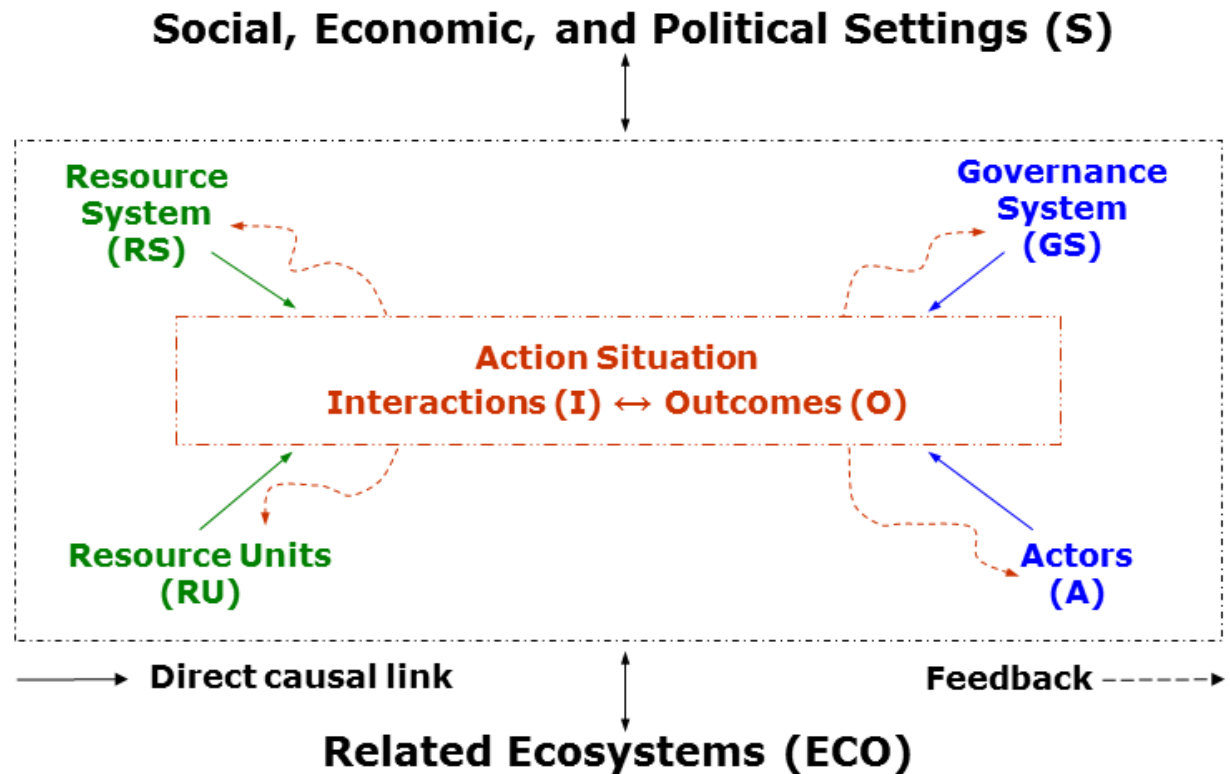 Social, Economic, and Political Settings (S)
Resource
System
(RS)
Governance
System
(GS)
Action Situation
Interactions (I) ↔ Outcomes (O)
Resource Units
(RU)
Actors
(A)
Direct causal link
Feedback
Related Ecosystems (ECO)